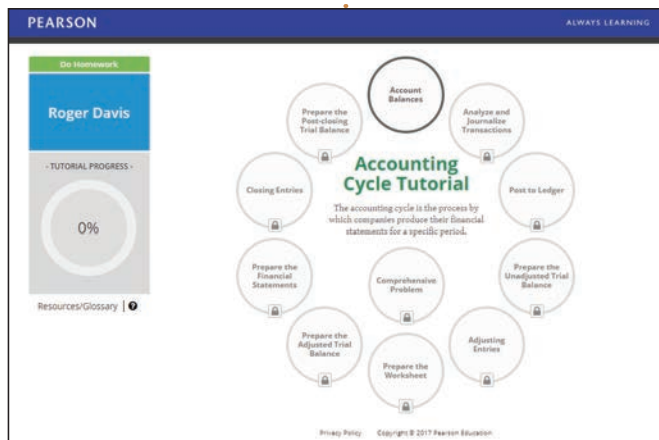 PEARSON
ALWAYS LEARNING
Do Homework
Roger Davis
- TUTORIAL PROGRESS -
0%
Resources/Glossary | ?
Account
Balances
Analyze and
Journalize
Transactions
Post to Ledger
Prepare the
Unadjusted Trial
Balance
Adjusting
Entries
Prepare the
Worksheet
Prepare the
Adjusted Trial
Balance
Prepare the
Financial
Statements
Closing Entries
Prepare the
Post-closing
Trial Balance
Accounting
Cycle Tutorial
The accounting cycle is the process by
which companies produce their financial
statements for a specific period.
Comprehensive
Problem
Privacy Policy
Copyright © 2017 Pearson Education